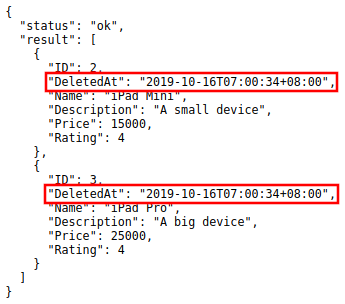 {
  "status": "ok",
  "result": [
    {
      "ID": 2,
      "DeletedAt": "2019-10-16T07:00:34+08:00",
      "Name": "iPad Mini",
      "Description": "A small device",
      "Price": 15000,
      "Rating": 4
    },
    {
      "ID": 3,
      "DeletedAt": "2019-10-16T07:00:34+08:00",
      "Name": "iPad Pro",
      "Description": "A big device",
      "Price": 25000,
      "Rating": 4
    }
  ]
}